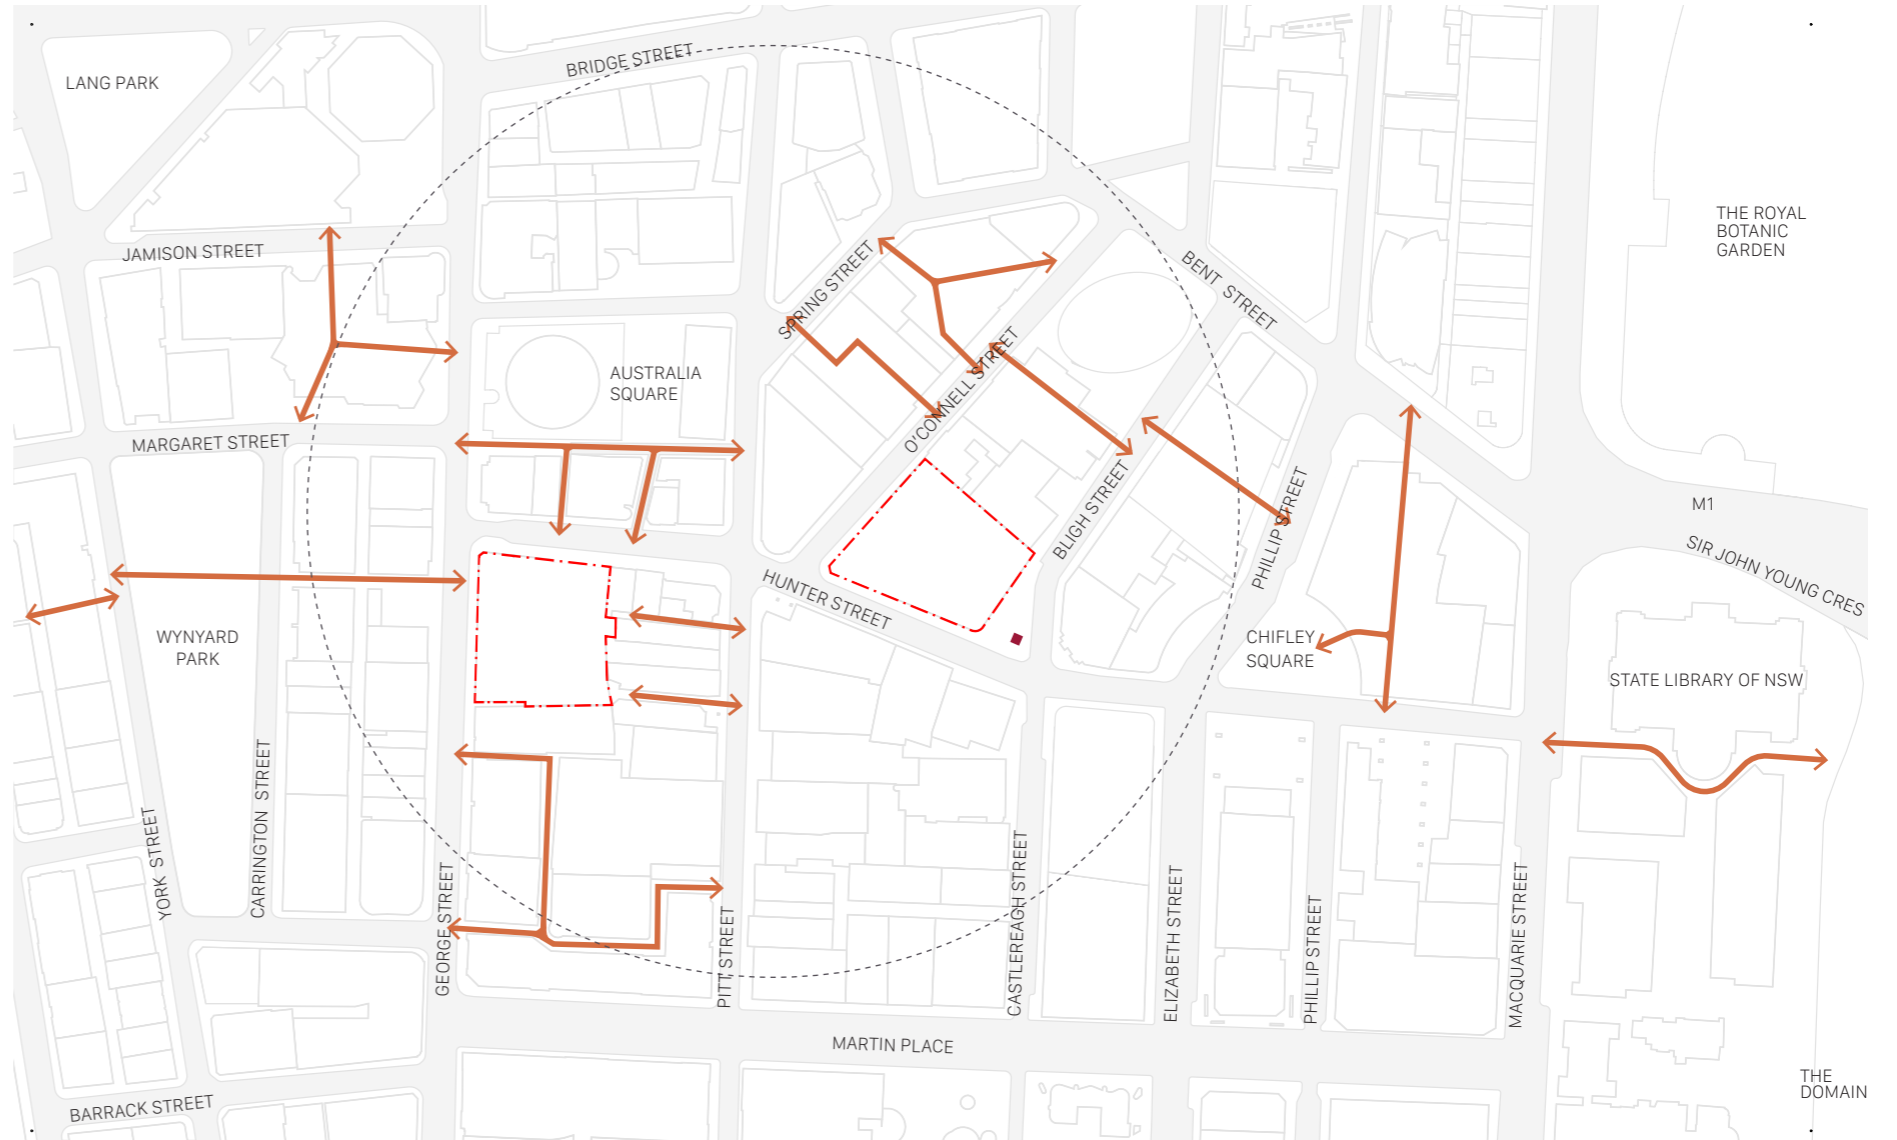 BRIDGE STREET
LANG PARK
THE ROYAL
BOTANIC
GARDEN
JAMISON STREET
SPRING STREET
BENT STREET
AUSTRALIA
SQUARE
O'CONNELL STREET
MARGARET STREET
BLIGH STREET
PHILLIP STREET
M1
SIR JOHN YOUNG CRES
HUNTER STREET
WYNYARD
PARK
CHIFLEY
SQUARE
STATE LIBRARY OF NSW
YORK STREET
CARRINGTON STREET
GEORGE STREET
PITT STREET
CASTLEREAGH STREET
ELIZABETH STREET
PHILLIP STREET
MACQUARIE STREET
MARTIN PLACE
BARRACK STREET
THE
DOMAIN